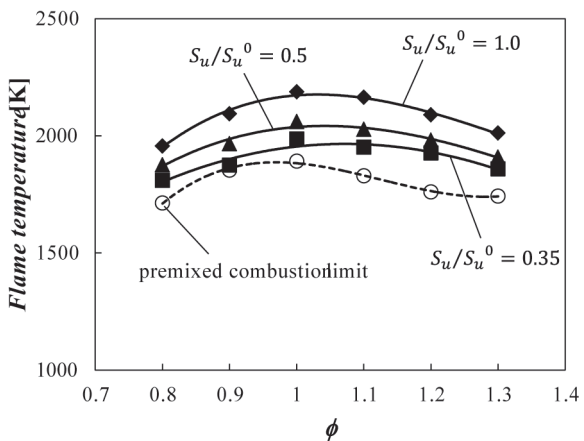 2500
S_u/S_u^0 = 1.0
S_u/S_u^0 = 0.5
2000
1500
S_u/S_u^0 = 0.35
premixed combustionlimit
1000
0.7 0.8 0.9 1 1.1 1.2 1.3 1.4
ϕ
Flame temperature[K]